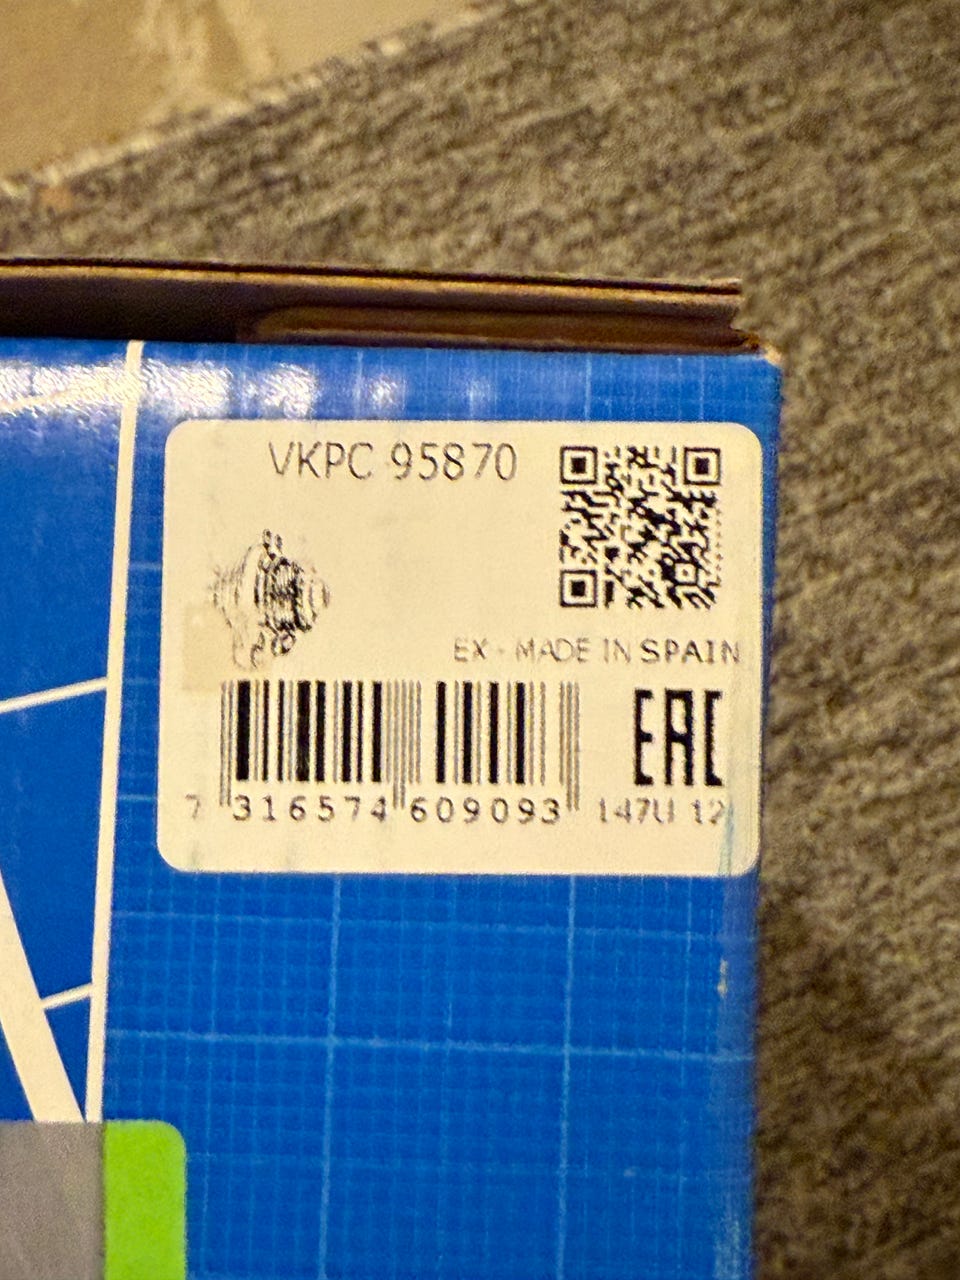 VKPC 95870
EX - MADE IN SPAIN
EAC
7 316574 609093 147U 12